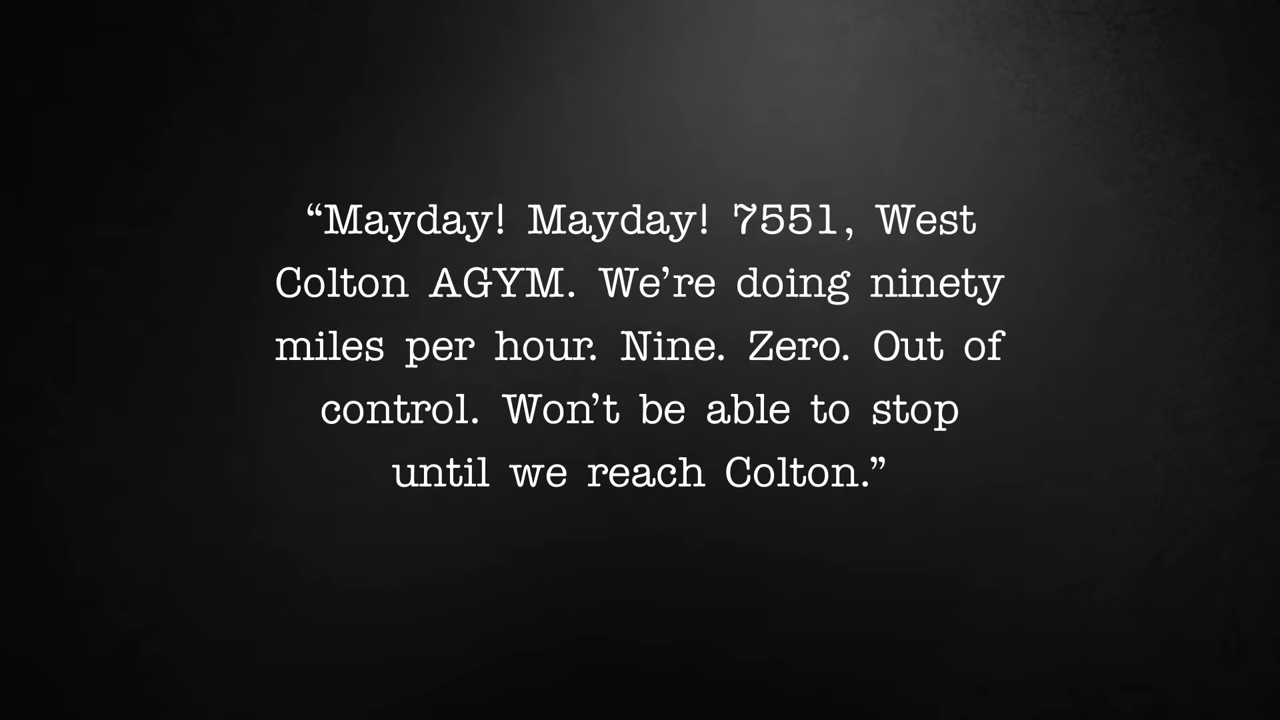 “Mayday! Mayday! 7551, West
Colton AGYM. We’re doing ninety
miles per hour. Nine. Zero. Out of
control. Won’t be able to stop
until we reach Colton.”